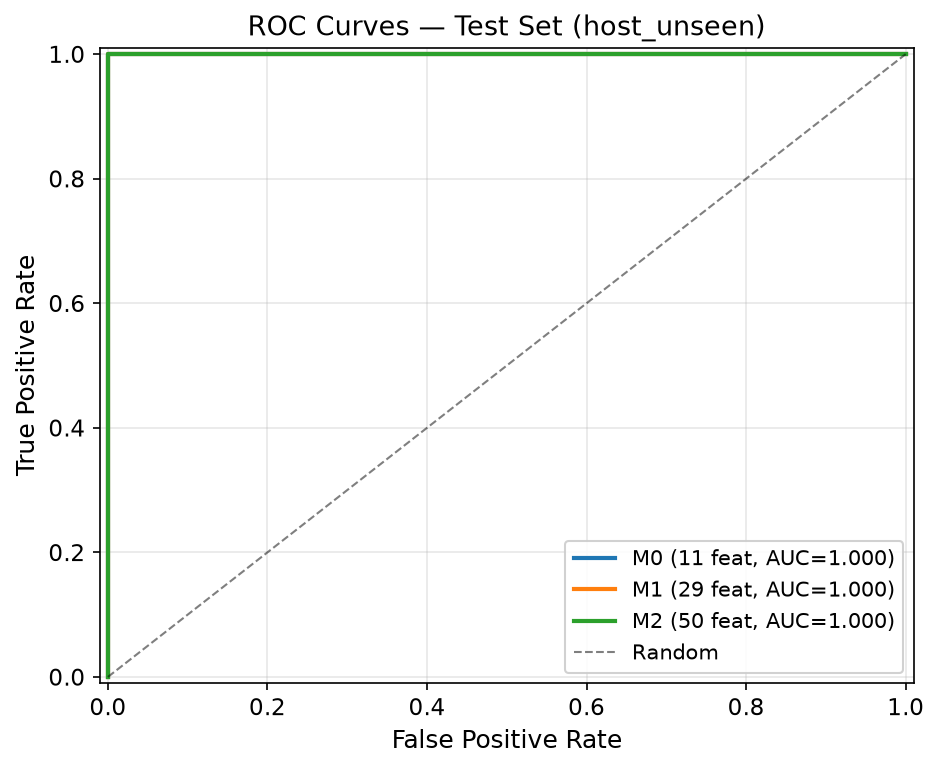 ROC Curves — Test Set (host_unseen)
True Positive Rate
1.0
0.8
0.6
0.4
0.2
0.0
M0 (11 feat, AUC=1.000)
M1 (29 feat, AUC=1.000)
M2 (50 feat, AUC=1.000)
Random
0.0 0.2 0.4 0.6 0.8 1.0
False Positive Rate